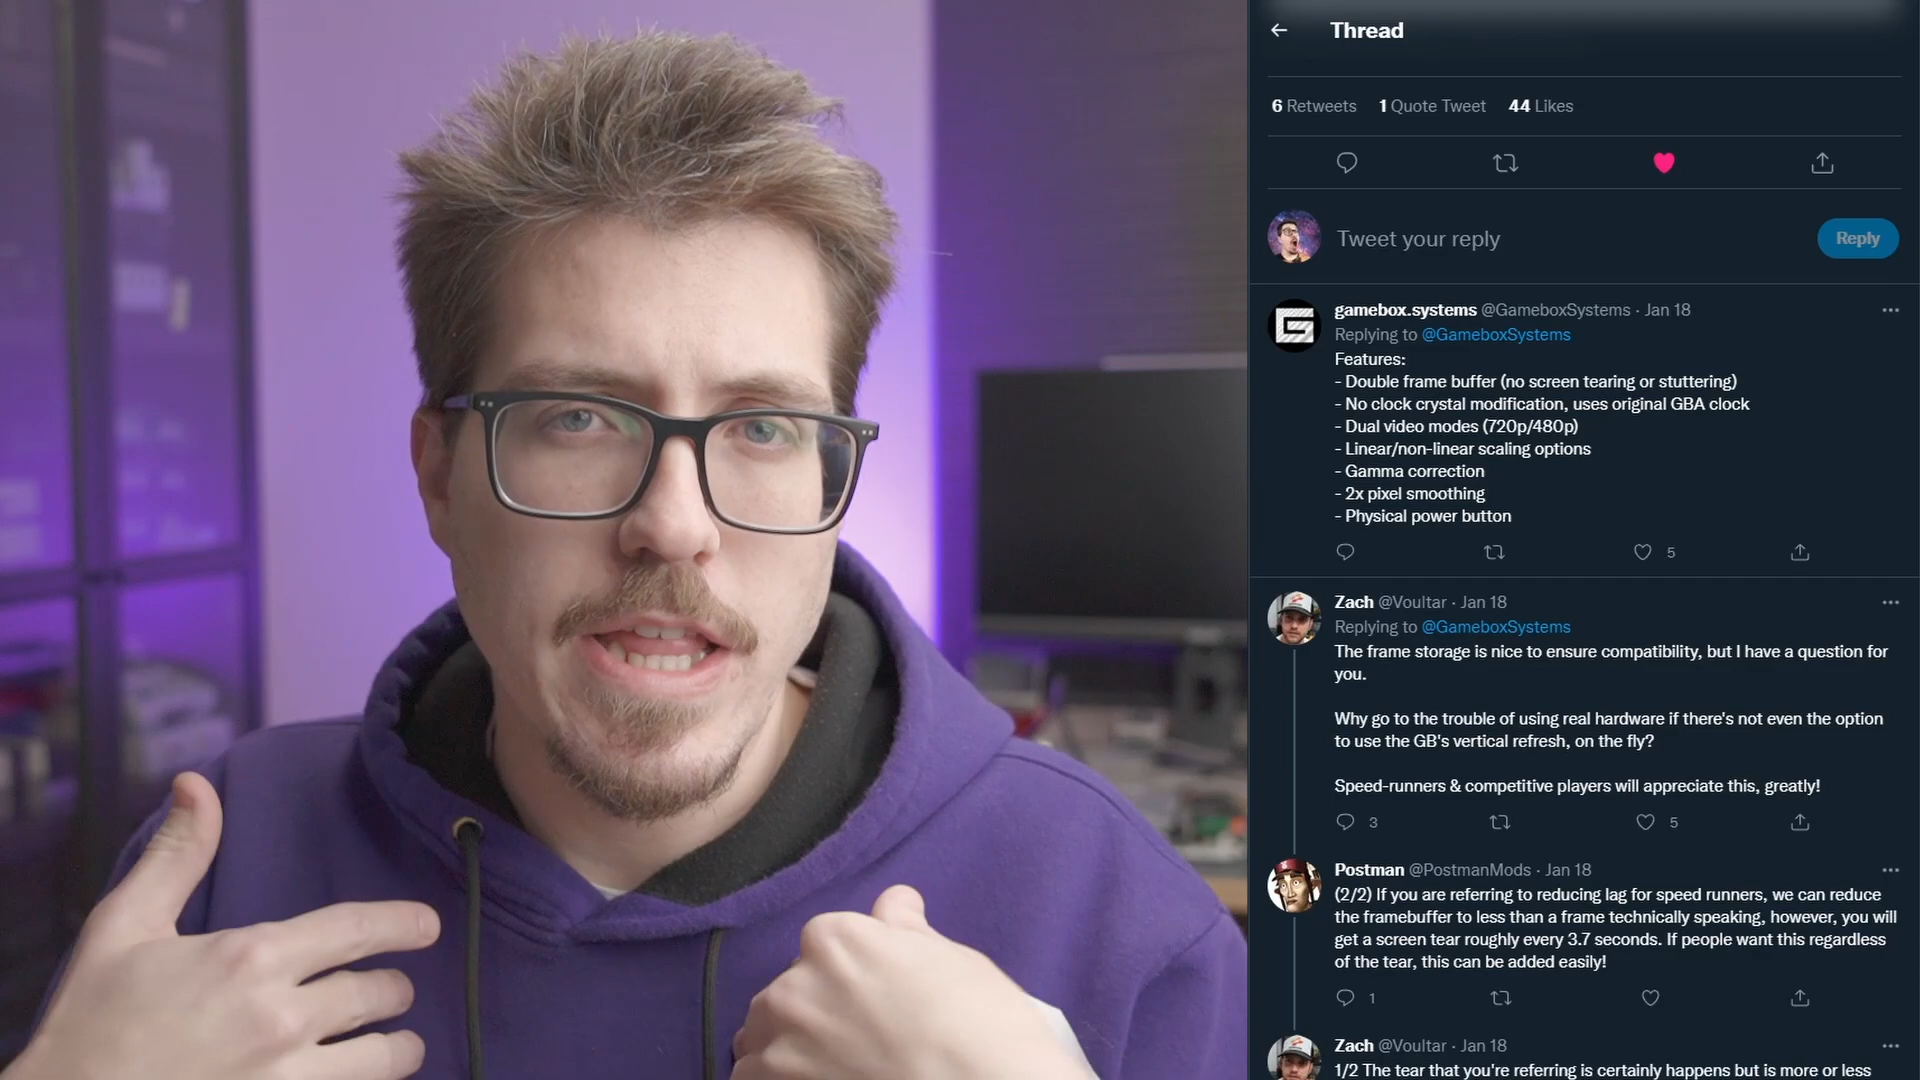 Thread
6 Retweets 1 Quote Tweet 44 Likes
Tweet your reply
Reply
gamebox.systems @GameboxSystems · Jan 18
Replying to @GameboxSystems
Features:
- Double frame buffer (no screen tearing or stuttering)
- No clock crystal modification, uses original GBA clock
- Dual video modes (720p/480p)
- Linear/non-linear scaling options
- Gamma correction
- 2x pixel smoothing
- Physical power button
5
Zach @Voultar · Jan 18
Replying to @GameboxSystems
The frame storage is nice to ensure compatibility, but I have a question for
you.
Why go to the trouble of using real hardware if there's not even the option
to use the GB's vertical refresh, on the fly?
Speed-runners & competitive players will appreciate this, greatly!
3 5
Postman @PostmanMods · Jan 18
(2/2) If you are referring to reducing lag for speed runners, we can reduce
the framebuffer to less than a frame technically speaking, however, you will
get a screen tear roughly every 3.7 seconds. If people want this regardless
of the tear, this can be added easily!
1
Zach @Voultar · Jan 18
1/2 The tear that you're referring is certainly happens but is more or less